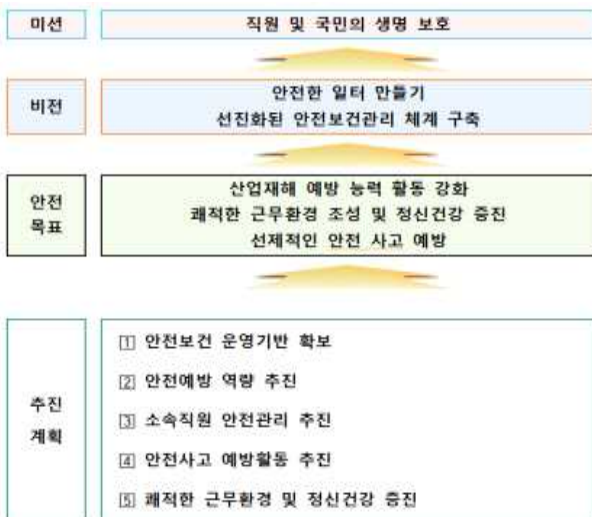 미션
직원 및 국민의 생명 보호
비전
안전한 일터 만들기
선진화된 안전보건관리 체계 구축
안전
목표
산업재해 예방 능력 활동 강화
쾌적한 근무환경 조성 및 정신건강 증진
선제적인 안전 사고 예방
추진
계획
1 안전보건 운영기반 확보
2 안전예방 역량 추진
3 소속직원 안전관리 추진
4 안전사고 예방활동 추진
5 쾌적한 근무환경 및 정신건강 증진